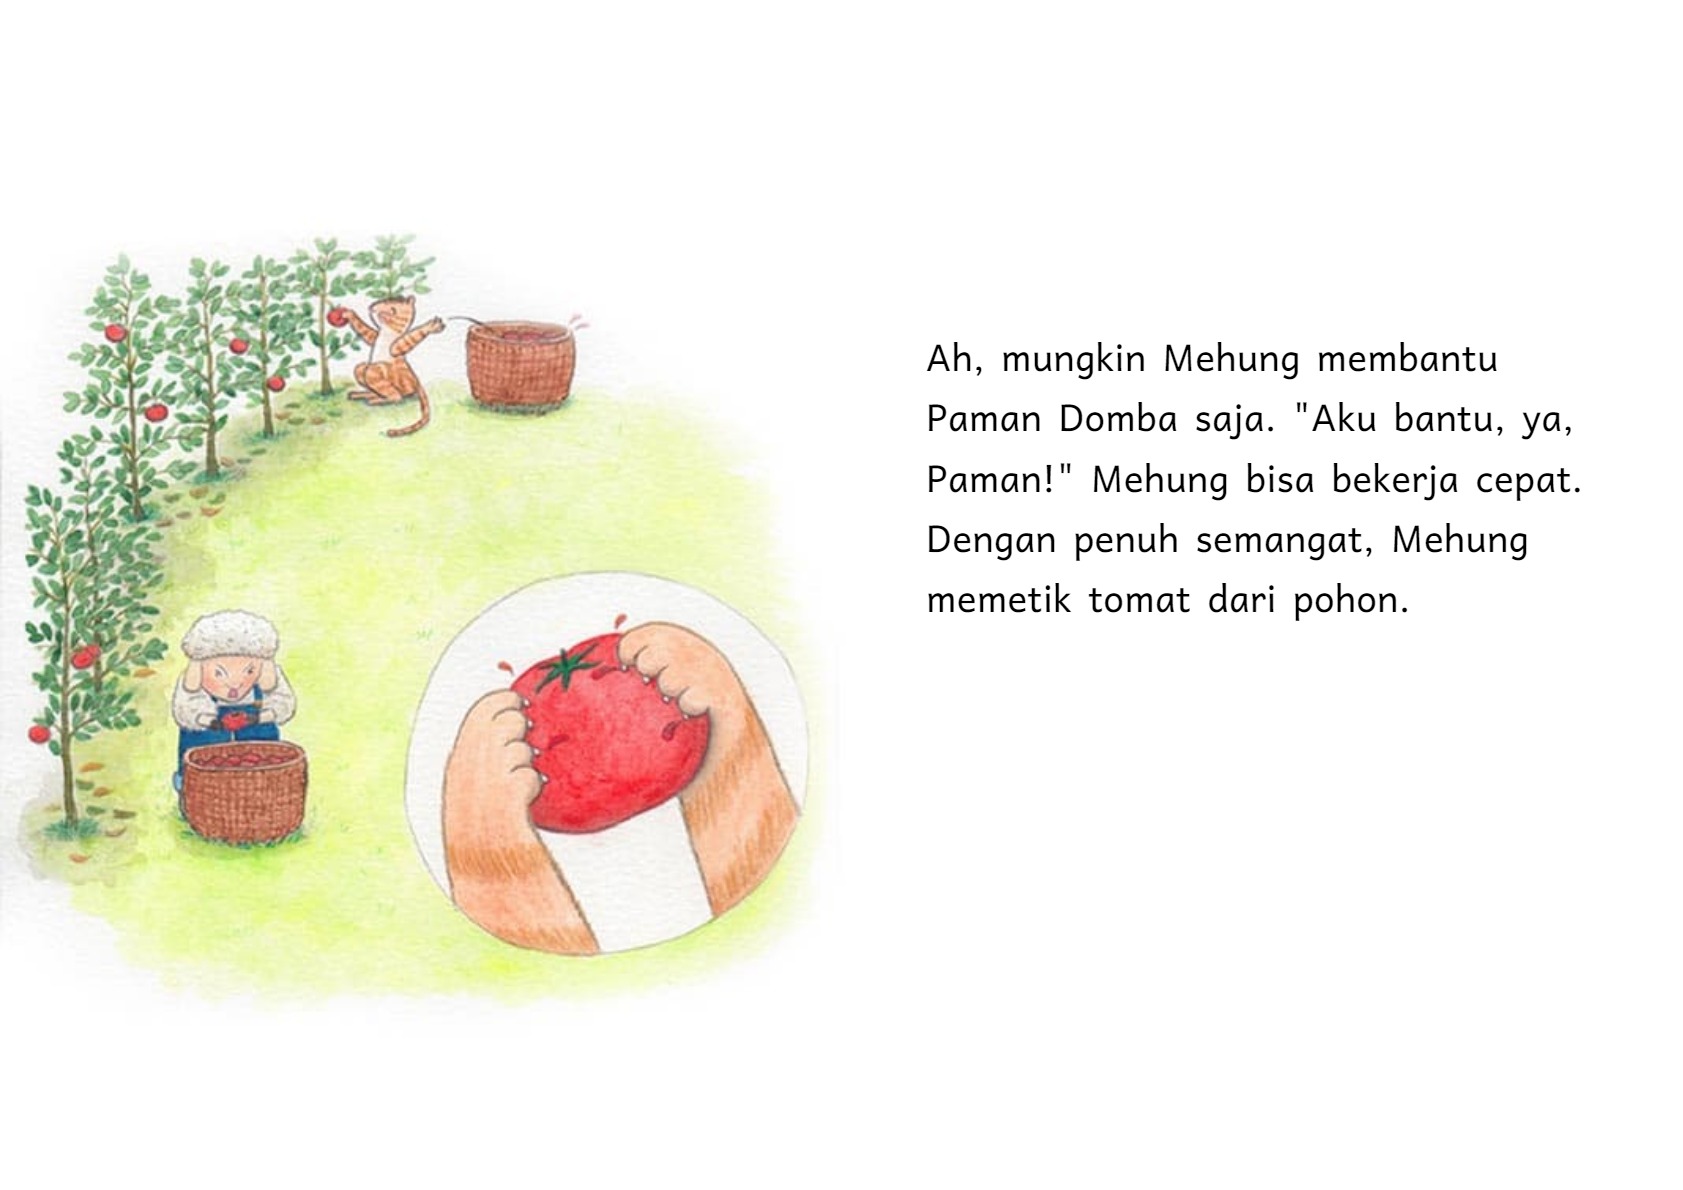 Ah, mungkin Mehung membantu
Paman Domba saja. "Aku bantu, ya,
Paman!" Mehung bisa bekerja cepat.
Dengan penuh semangat, Mehung
memetik tomat dari pohon.